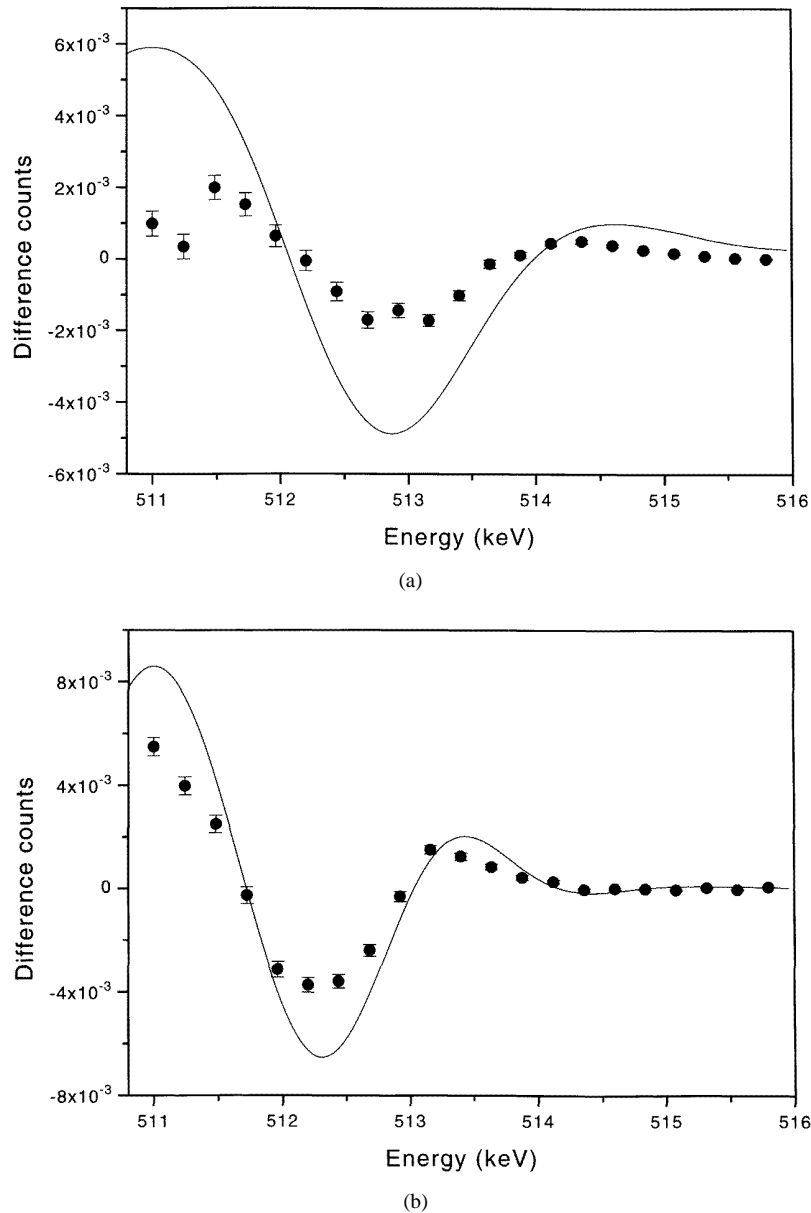 6x10⁻³
4x10⁻³
2x10⁻³
0
-2x10⁻³
-4x10⁻³
-6x10⁻³
Difference counts
511 512 513 514 515 516
Energy (keV)
(a)
8x10⁻³
4x10⁻³
0
-4x10⁻³
-8x10⁻³
Difference counts
511 512 513 514 515 516
Energy (keV)
(b)